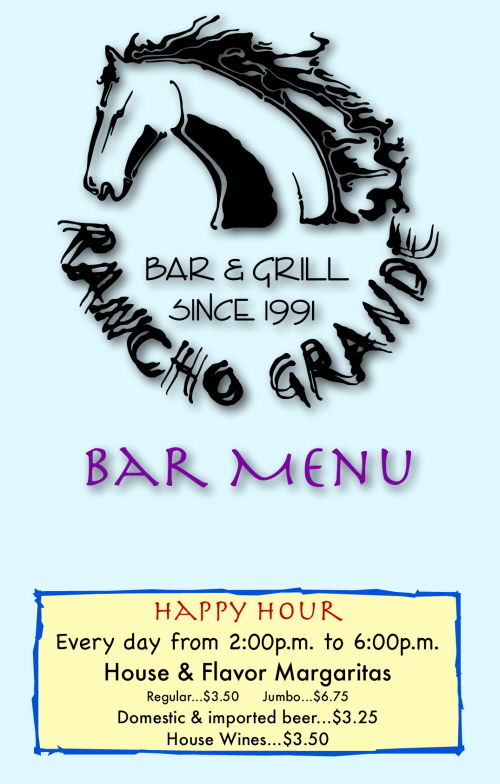 BAR & GRILL
SINCE 1991
RANCHO GRANDE
BAR MENU
HAPPY HOUR
Every day from 2:00p.m. to 6:00p.m.
House & Flavor Margaritas
Regular...$3.50 Jumbo...$6.75
Domestic & imported beer...$3.25
House Wines...$3.50